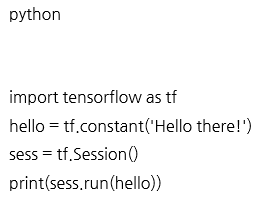 python
import tensorflow as tf
hello = tf.constant('Hello there!')
sess = tf.Session()
print(sess.run(hello))